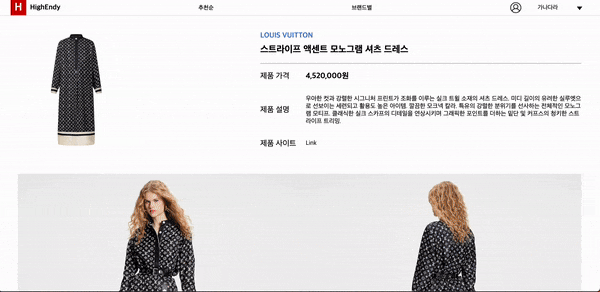 H HighEndy 추천순 브랜드별 가나다라
LOUIS VUITTON
스트라이프 액센트 모노그램 셔츠 드레스
제품 가격 4,520,000원
제품 설명
우아한 컷과 강렬한 시그니처 프린트가 조화를 이루는 실크 트윌 소재의 셔츠 드레스. 미디 길이의 유려한 실루엣으
로 선보이는 세련되고 활용도 높은 아이템. 깔끔한 모크넥 칼라, 특유의 강렬한 분위기를 선사하는 전체적인 모노그
램 모티프. 클래식한 실크 스카프의 디테일을 연상시키며 그래픽한 포인트를 더하는 밑단 및 커프스의 청키한 스트
라이프 트리밍.
제품 사이트 Link